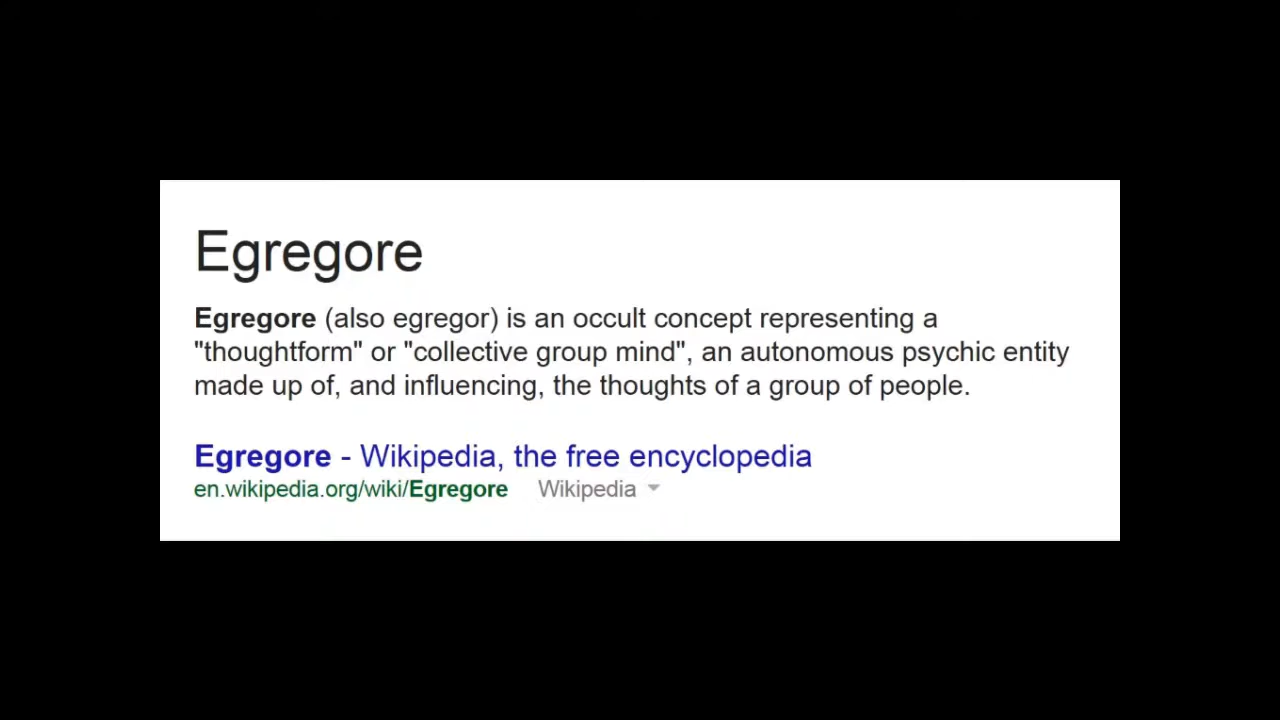 Egregore
Egregore (also egregor) is an occult concept representing a
"thoughtform" or "collective group mind", an autonomous psychic entity
made up of, and influencing, the thoughts of a group of people.
Egregore - Wikipedia, the free encyclopedia
en.wikipedia.org/wiki/Egregore Wikipedia